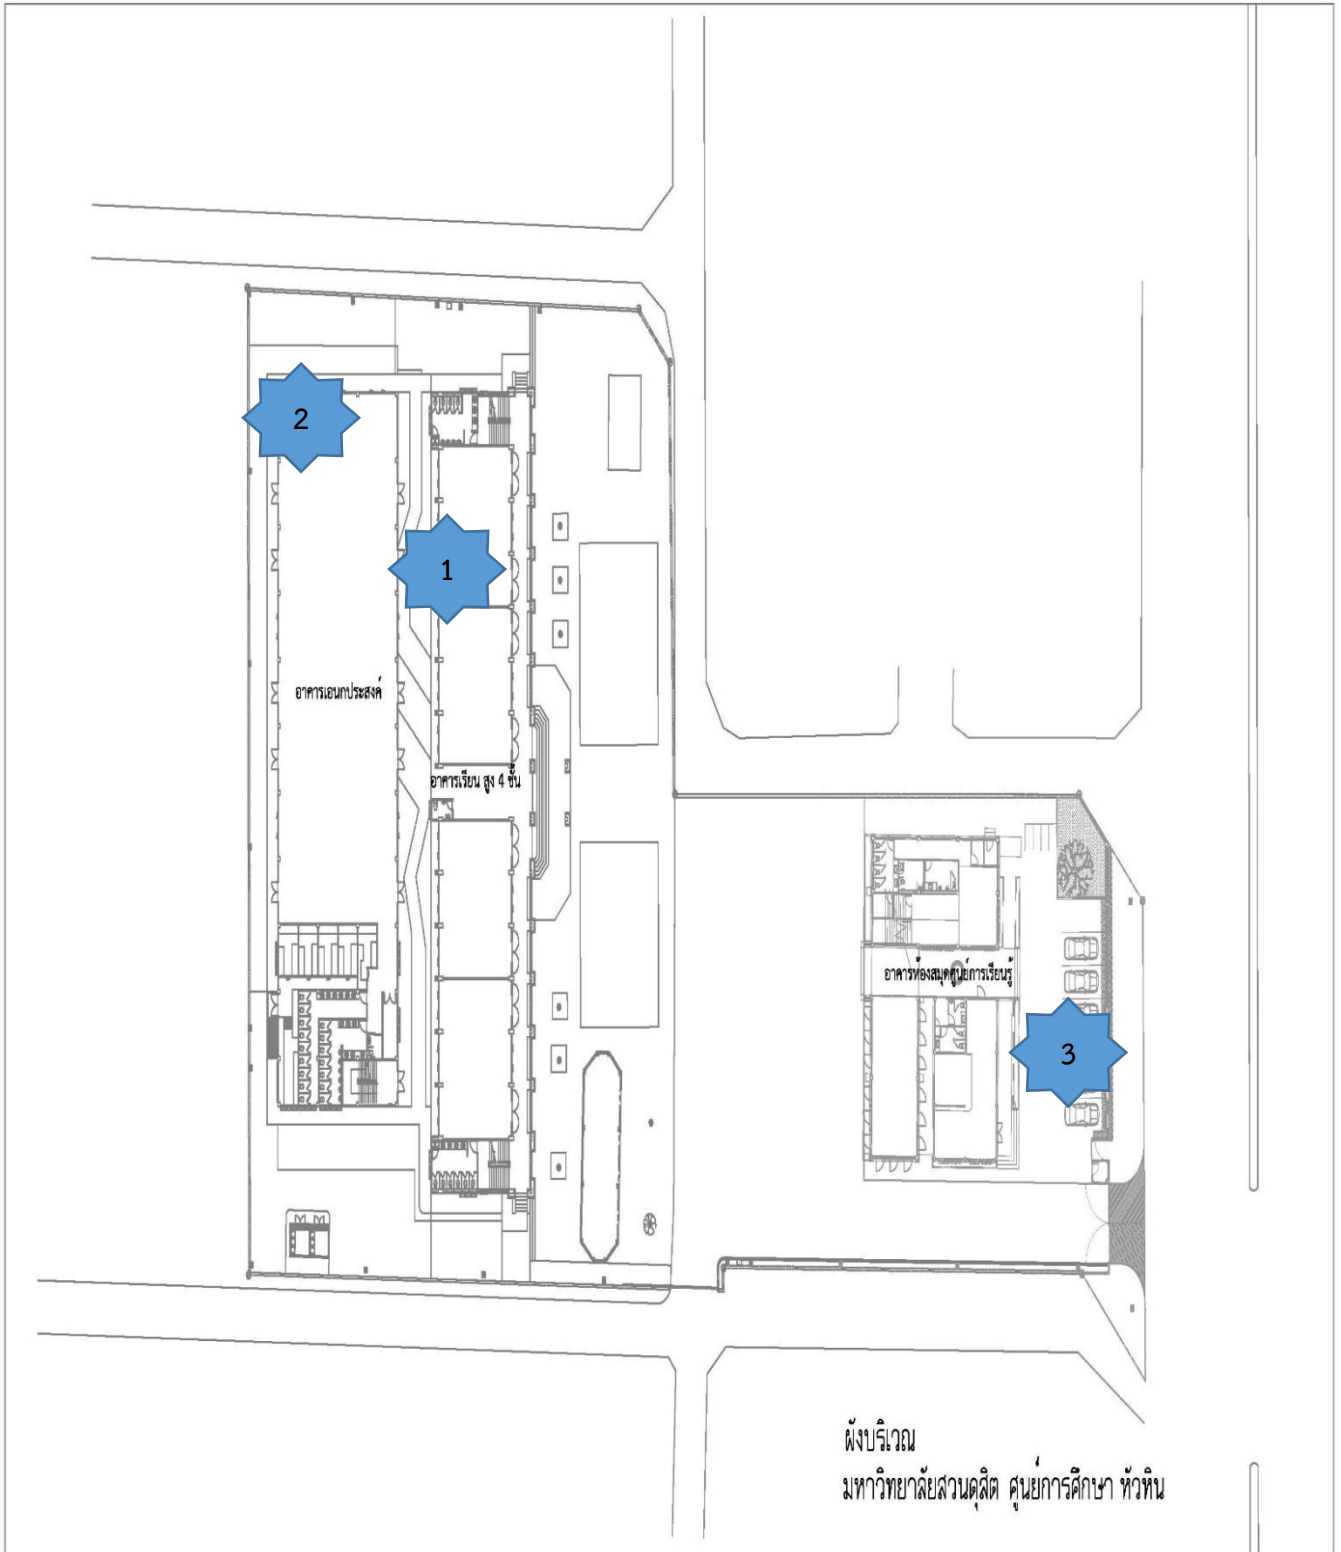 2
1
อาคารเอนกประสงค์
อาคารเรียน สูง 4 ชั้น
อาคารห้องสมุดศูนย์การเรียนรู้
3
ผังบริเวณ
มหาวิทยาลัยสวนดุสิต ศูนย์การศึกษา หัวหิน